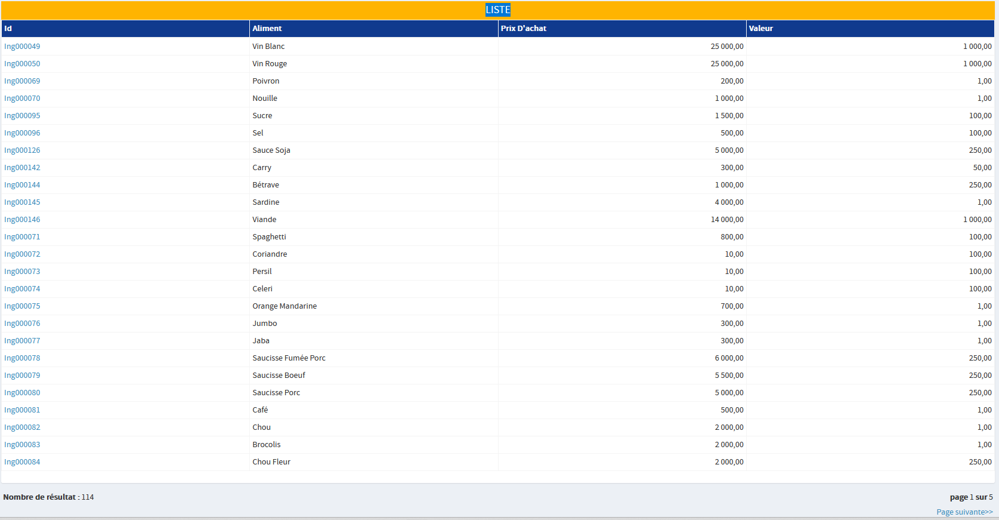 LISTE
Id Aliment Prix D'achat Valeur
Ing000049 Vin Blanc 25 000,00 1 000,00
Ing000050 Vin Rouge 25 000,00 1 000,00
Ing000069 Poivron 200,00 1,00
Ing000070 Nouille 1 000,00 1,00
Ing000095 Sucre 1 500,00 100,00
Ing000096 Sel 500,00 100,00
Ing000126 Sauce Soja 5 000,00 250,00
Ing000142 Carry 300,00 50,00
Ing000144 Bétrave 1 000,00 250,00
Ing000145 Sardine 4 000,00 1,00
Ing000146 Viande 14 000,00 1 000,00
Ing000071 Spaghetti 800,00 100,00
Ing000072 Coriandre 10,00 100,00
Ing000073 Persil 10,00 100,00
Ing000074 Celeri 10,00 100,00
Ing000075 Orange Mandarine 700,00 1,00
Ing000076 Jumbo 300,00 1,00
Ing000077 Jaba 300,00 1,00
Ing000078 Saucisse Fumée Porc 6 000,00 250,00
Ing000079 Saucisse Boeuf 5 500,00 250,00
Ing000080 Saucisse Porc 5 000,00 250,00
Ing000081 Café 500,00 1,00
Ing000082 Chou 2 000,00 1,00
Ing000083 Brocolis 2 000,00 1,00
Ing000084 Chou Fleur 2 000,00 250,00
Nombre de résultat : 114 page 1 sur 5
Page suivante>>